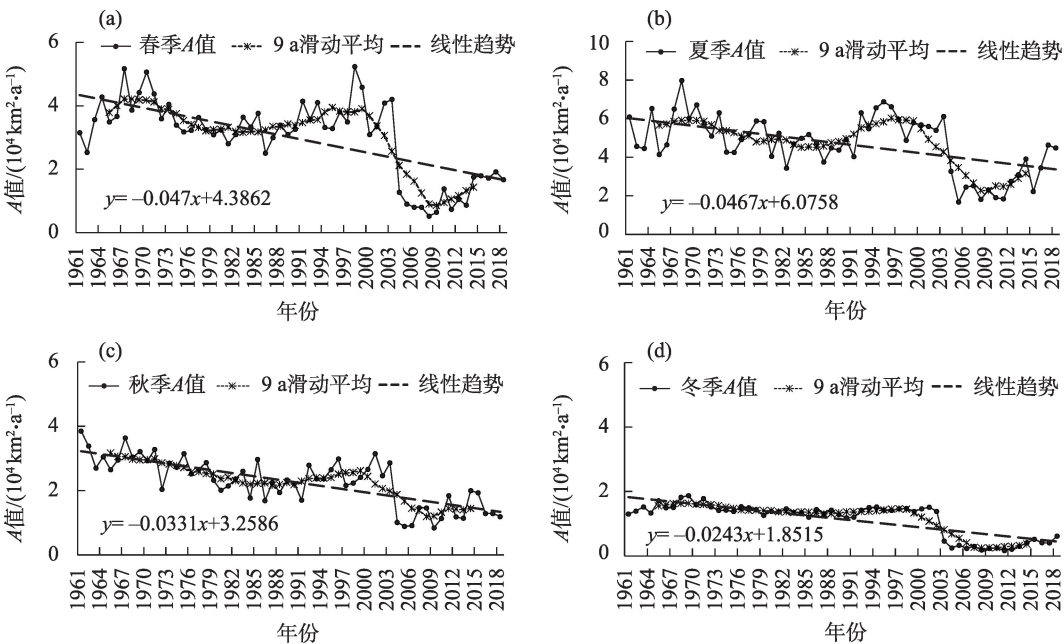 (a)
春季A值 9 a滑动平均 线性趋势
A值/(10⁴ km²•a⁻¹)
6
4
2
0
y= –0.047x+4.3862
1961 1964 1967 1970 1973 1976 1979 1982 1985 1988 1991 1994 1997 2000 2003 2006 2009 2012 2015 2018
年份
(b)
夏季A值 9 a滑动平均 线性趋势
A值/(10⁴ km²•a⁻¹)
10
8
6
4
2
0
y= –0.0467x+6.0758
1961 1964 1967 1970 1973 1976 1979 1982 1985 1988 1991 1994 1997 2000 2003 2006 2009 2012 2015 2018
年份
(c)
秋季A值 9 a滑动平均 线性趋势
A值/(10⁴ km²•a⁻¹)
6
4
2
0
y= –0.0331x+3.2586
1961 1964 1967 1970 1973 1976 1979 1982 1985 1988 1991 1994 1997 2000 2003 2006 2009 2012 2015 2018
年份
(d)
冬季A值 9 a滑动平均 线性趋势
A值/(10⁴ km²•a⁻¹)
6
4
2
0
y= –0.0243x+1.8515
1961 1964 1967 1970 1973 1976 1979 1982 1985 1988 1991 1994 1997 2000 2003 2006 2009 2012 2015 2018
年份